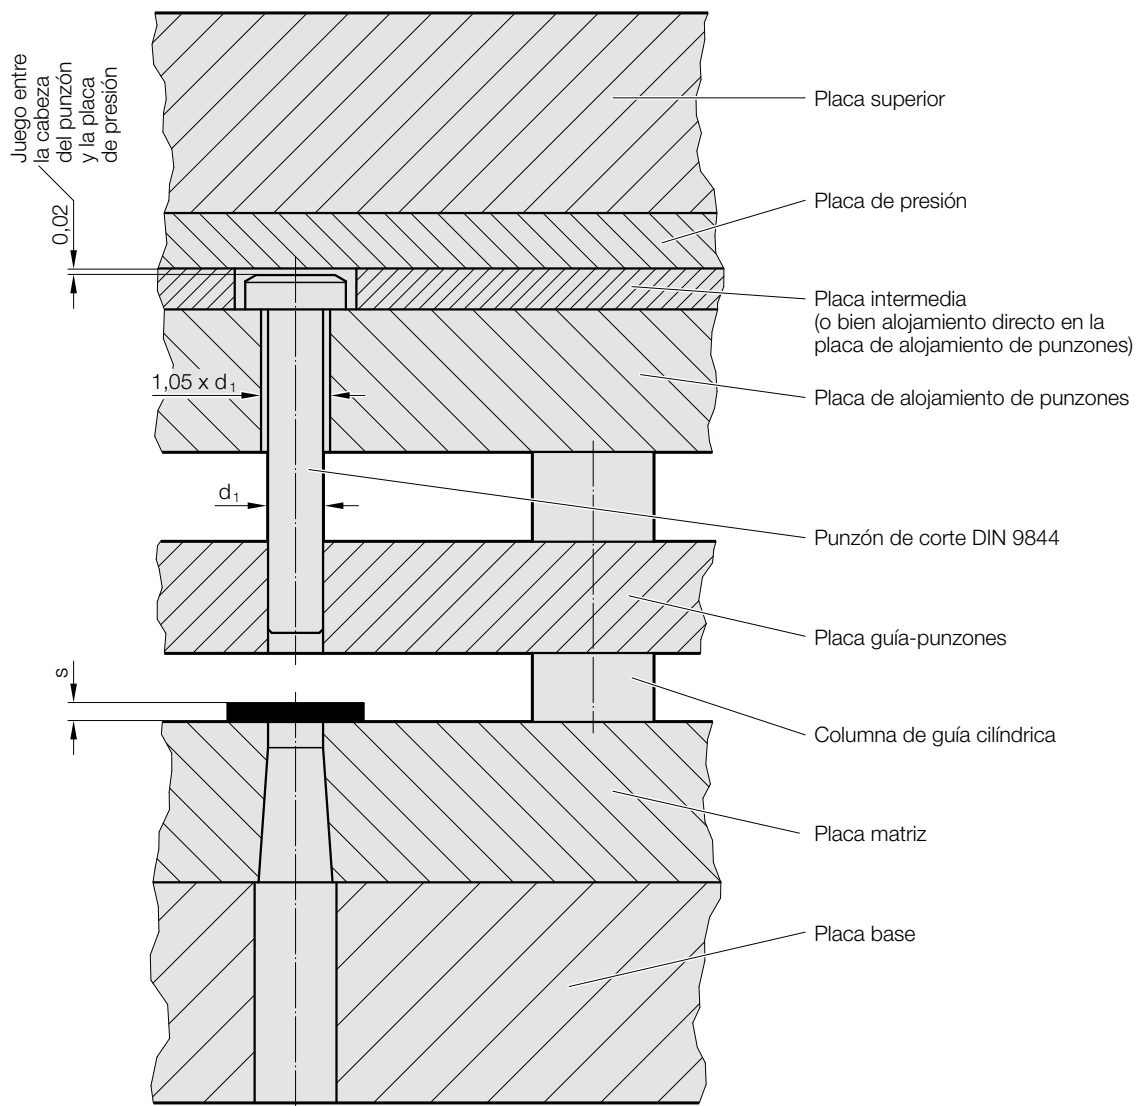 Juego entre
la cabeza
del punzón
y la placa
de presión
0,02
Placa superior
Placa de presión
Placa intermedia
(o bien alojamiento directo en la
placa de alojamiento de punzones)
1,05 x d₁
Placa de alojamiento de punzones
d₁
Punzón de corte DIN 9844
Placa guía-punzones
s
Columna de guía cilíndrica
Placa matriz
Placa base